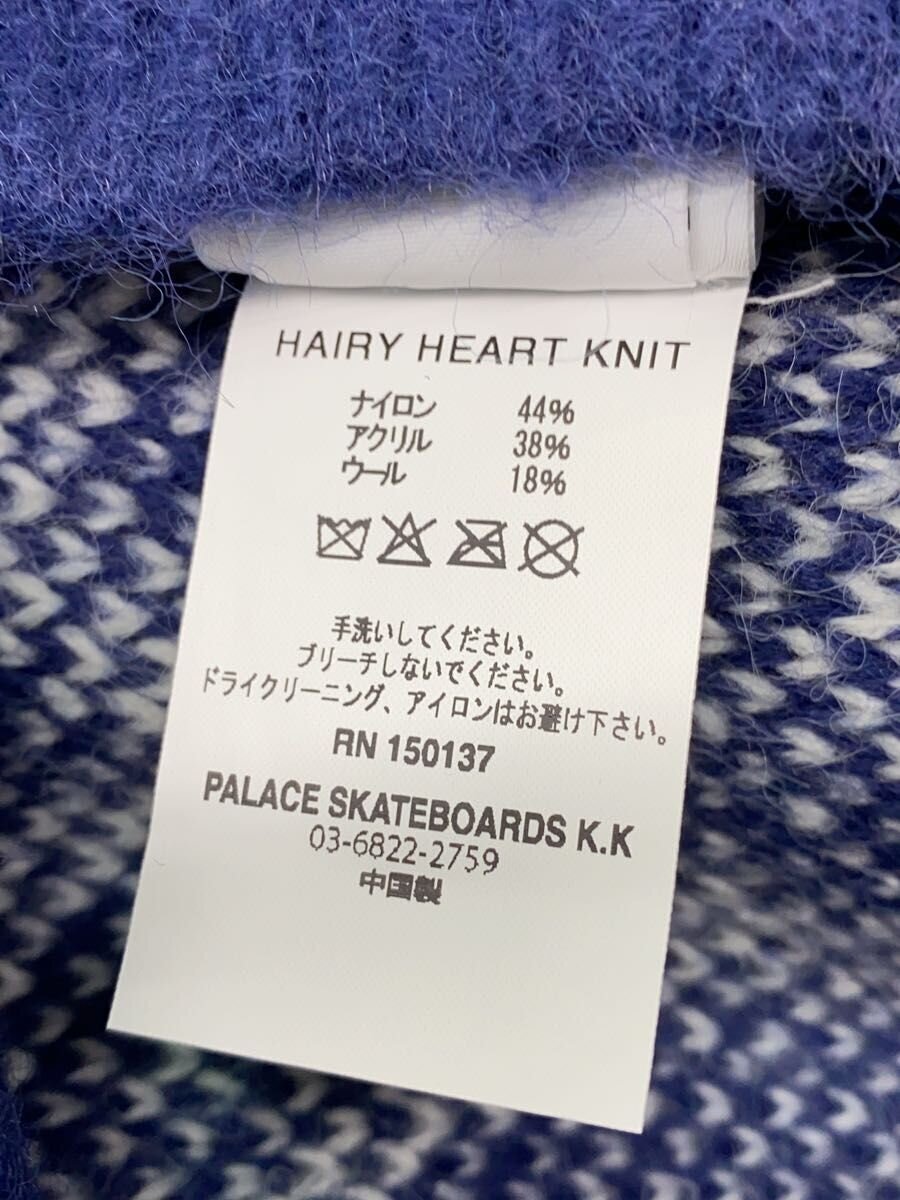 HAIRY HEART KNIT
ナイロン 44%
アクリル 38%
ウール 18%
手洗いしてください。
ブリーチしないでください。
ドライクリーニング、アイロンはお避け下さい。
RN 150137
PALACE SKATEBOARDS K.K
03-6822-2759
中国製